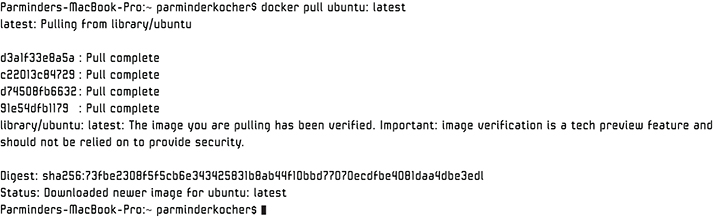 Parminders-MacBook-Pro:~ parminderkocher$ docker pull ubuntu: latest
latest: Pulling from library/ubuntu
d3a1f33e8a5a : Pull complete
c22013c84729 : Pull complete
d74508fb6632 : Pull complete
91e54dfb1179 : Pull complete
library/ubuntu: latest: The image you are pulling has been verified. Important: image verification is a tech preview feature and
should not be relied on to provide security.
Digest: sha256:73fbe2308f5f5cb6e343425831b8ab44f10bbd77070ecdfbe4081daa4dbe3edl
Status: Downloaded newer image for ubuntu: latest
Parminders-MacBook-Pro:~ parminderkocher$